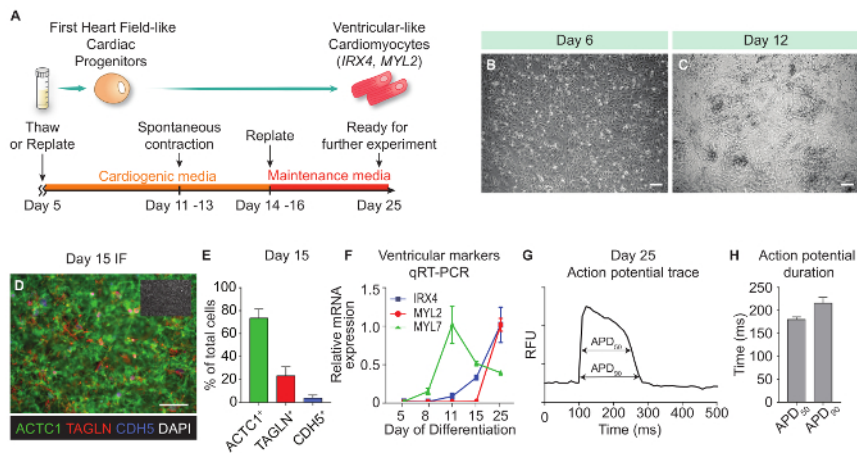 A
First Heart Field-like
Cardiac
Progenitors
Ventricular-like
Cardiomyocytes
(IRX4, MYL2)
Thaw
or Replate
Spontaneous
contraction
Replate
Ready for
further experiment
Cardiogenic media
Maintenance media
Day 5
Day 11 -13
Day 14 -16
Day 25
Day 6
Day 12
B
C
Day 15 IF
D
ACTC1 TAGLN CDH5 DAPI
E
Day 15
% of total cells
100
80
60
40
20
0
ACTC1+
TAGLN+
CDH5+
F
Ventricular markers
qRT-PCR
Relative mRNA
expression
1.5
1.0
0.5
0
IRX4
MYL2
MYL7
5
8
11
15
25
Day of Differentiation
G
Day 25
Action potential trace
RFU
APD50
APD90
0
100
200
300
400
500
Time (ms)
H
Action potential
duration
Time (ms)
250
200
150
100
50
0
APD50
APD90